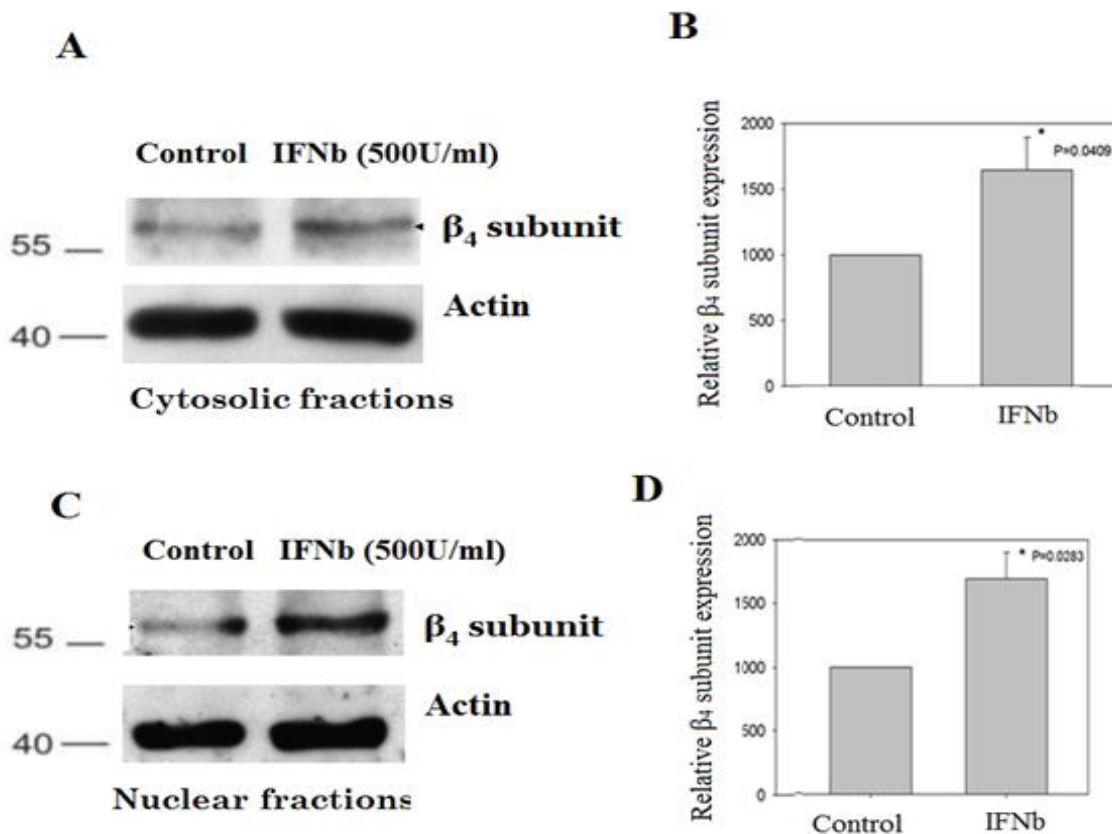 A
Control IFNb (500U/ml)
55
β₄ subunit
40
Actin
Cytosolic fractions
B
Relative β₄ subunit expression
2000
1500
1000
500
0
*
P=0.0409
Control IFNb
C
Control IFNb (500U/ml)
55
β₄ subunit
40
Actin
Nuclear fractions
D
Relative β₄ subunit expression
2000
1500
1000
500
0
* P=0.0283
Control IFNb